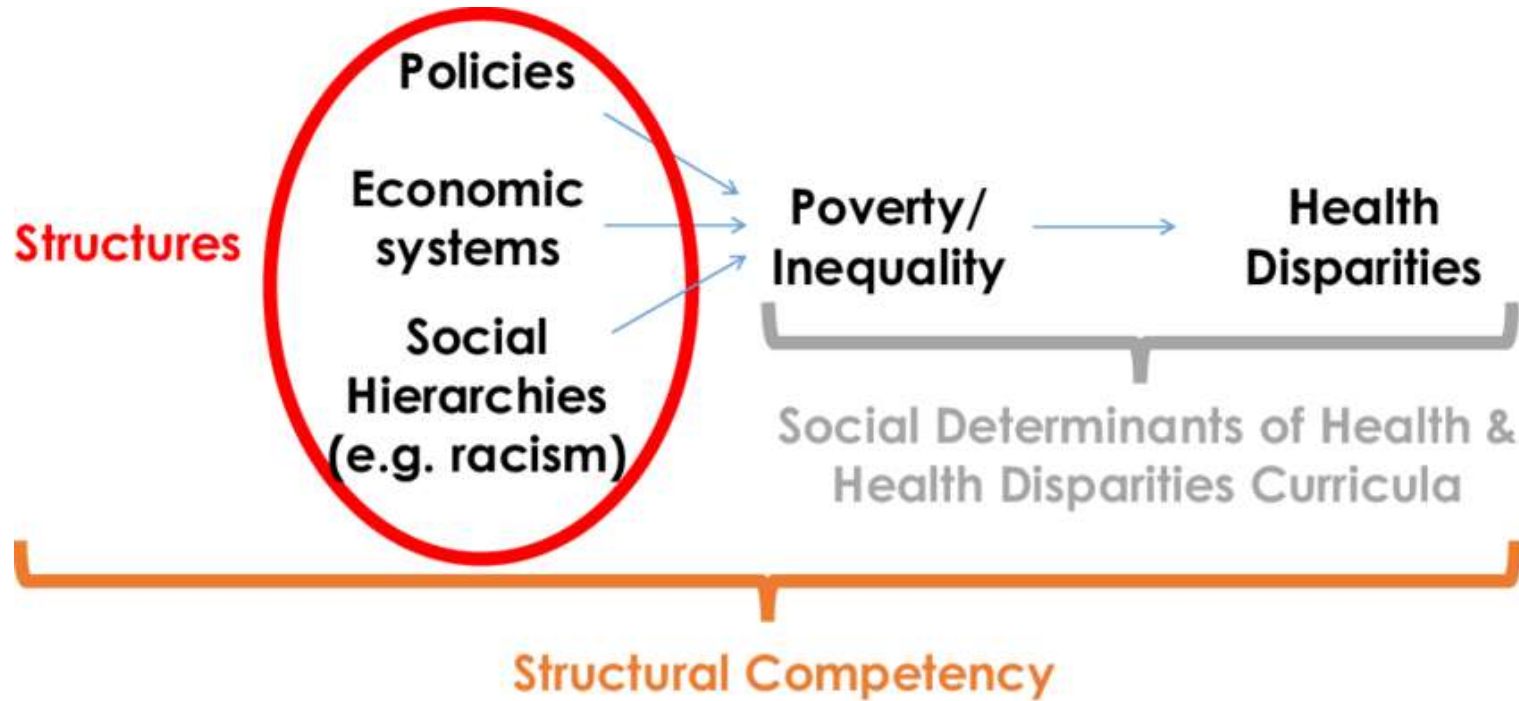 Structures
Policies
Economic
systems
Social
Hierarchies
(e.g. racism)
Poverty/
Inequality
Health
Disparities
Social Determinants of Health &
Health Disparities Curricula
Structural Competency